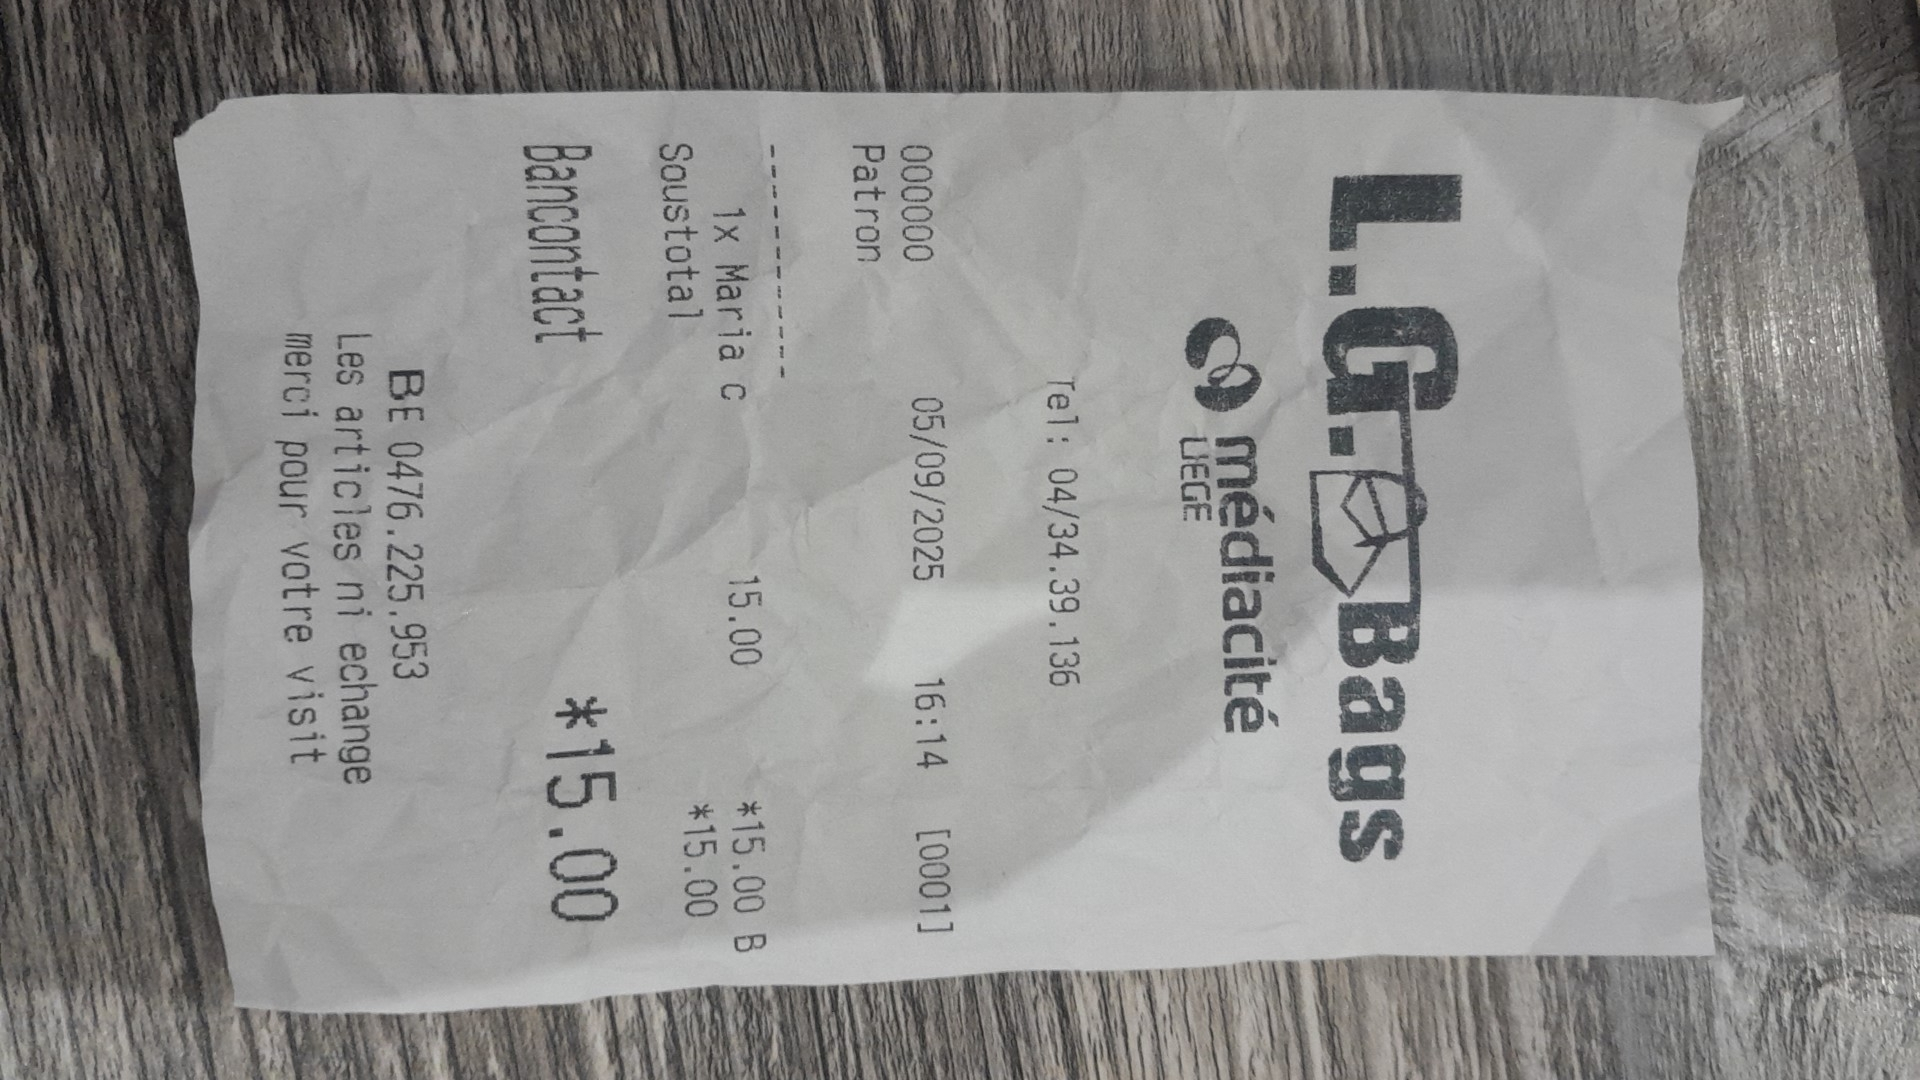 L.G. Bags
médiacité
LIEGE
Tel: 04/34.39.136
000000 05/09/2025 16:14 [0001]
Patron
----------
1x Maria c 15.00 *15.00 B
Soustotal *15.00
Bancontact *15.00
BE 0476.225.953
Les articles ni echange
merci pour votre visit